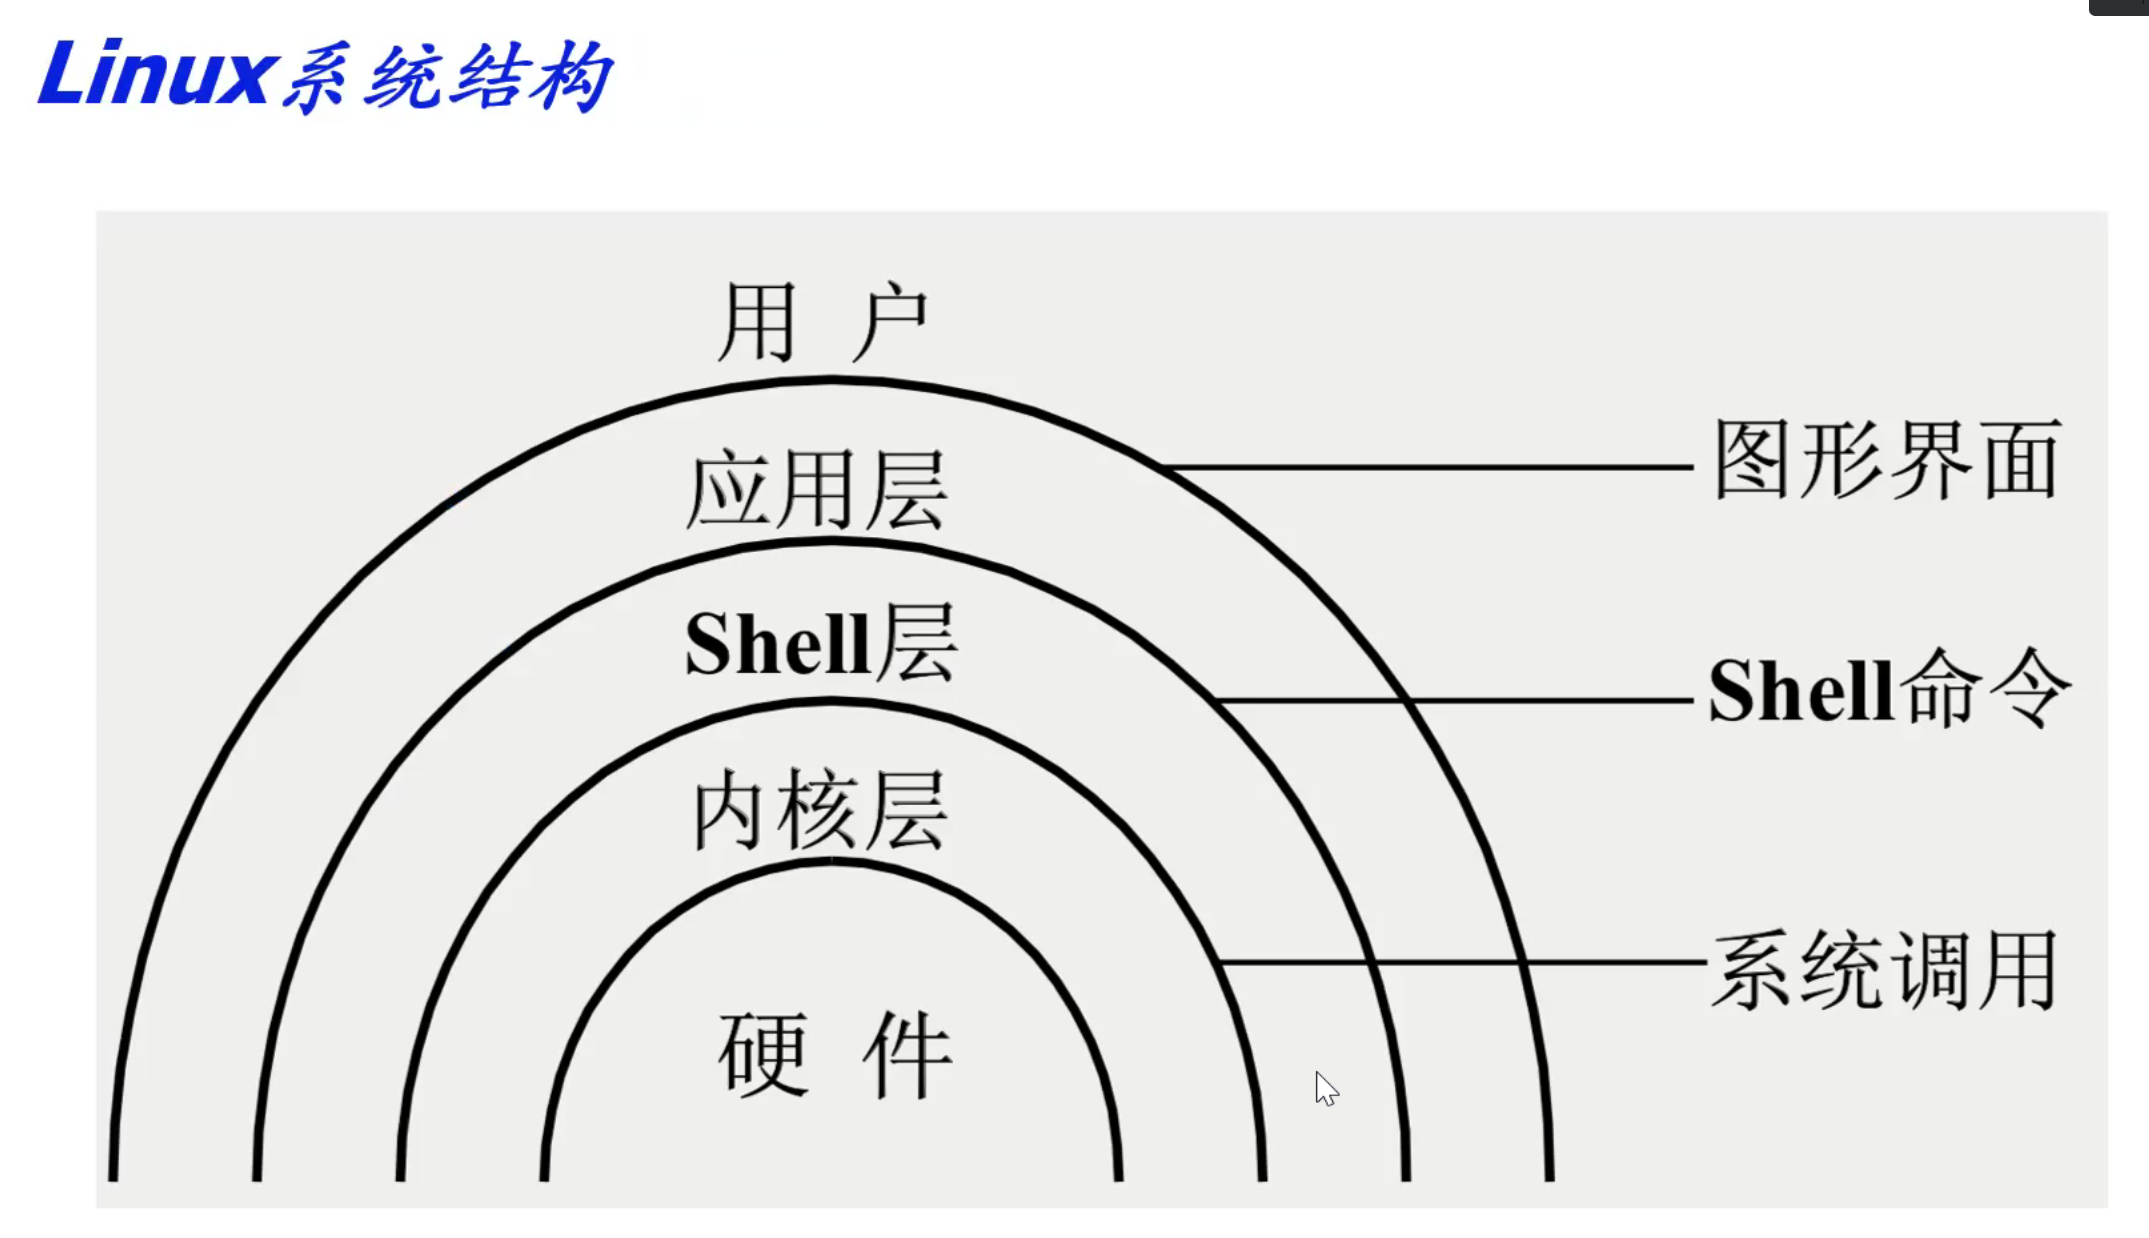 Linux系统结构
用 户
应用层
图形界面
Shell层
Shell命令
内核层
系统调用
硬 件